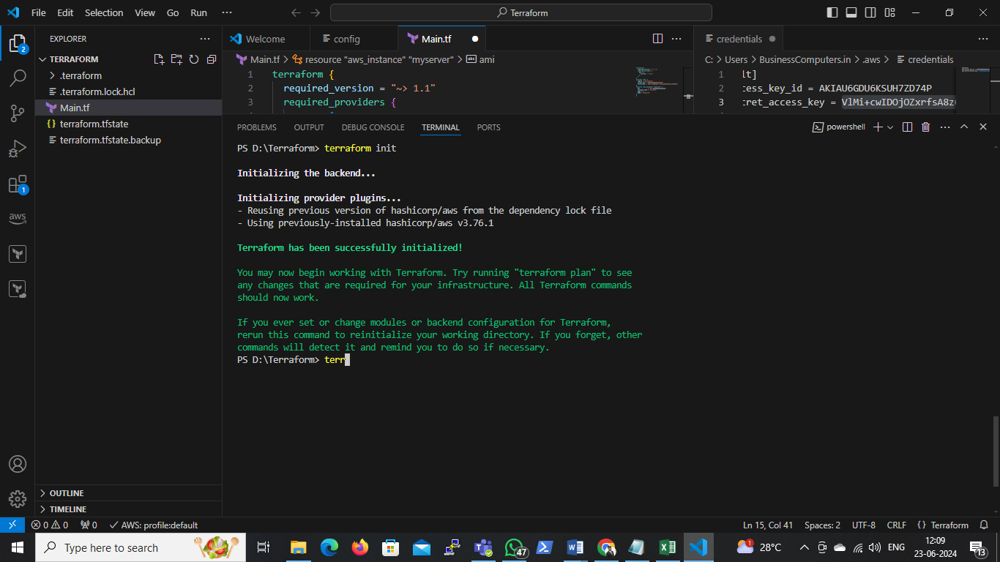 File Edit Selection View Go Run ···
Terraform
EXPLORER
TERRAFORM
.terraform
.terraform.lock.hcl
Main.tf
terraform.tfstate
terraform.tfstate.backup
OUTLINE
TIMELINE
2
1
aws
Welcome
config
Main.tf
Main.tf > resource "aws_instance" "myserver" > ami
1 terraform {
2 required_version = "~> 1.1"
3 required_providers {
credentials
C: > Users > BusinessComputers.in > .aws > credentials
1 lt]
2 cess_key_id = AKIAU6GDU6KSUH7ZD74P
3 cret_access_key = VlMi+cwIDOjOZxrfsA8z
PROBLEMS OUTPUT DEBUG CONSOLE TERMINAL PORTS
powershell
PS D:\Terraform> terraform init
Initializing the backend...
Initializing provider plugins...
- Reusing previous version of hashicorp/aws from the dependency lock file
- Using previously-installed hashicorp/aws v3.76.1
Terraform has been successfully initialized!
You may now begin working with Terraform. Try running "terraform plan" to see
any changes that are required for your infrastructure. All Terraform commands
should now work.
If you ever set or change modules or backend configuration for Terraform,
rerun this command to reinitialize your working directory. If you forget, other
commands will detect it and remind you to do so if necessary.
PS D:\Terraform> terr
0 0 0 AWS: profile:default
Ln 15, Col 41 Spaces: 2 UTF-8 CRLF {} Terraform
Type here to search
47
1
28°C
ENG
12:09
23-06-2024
13